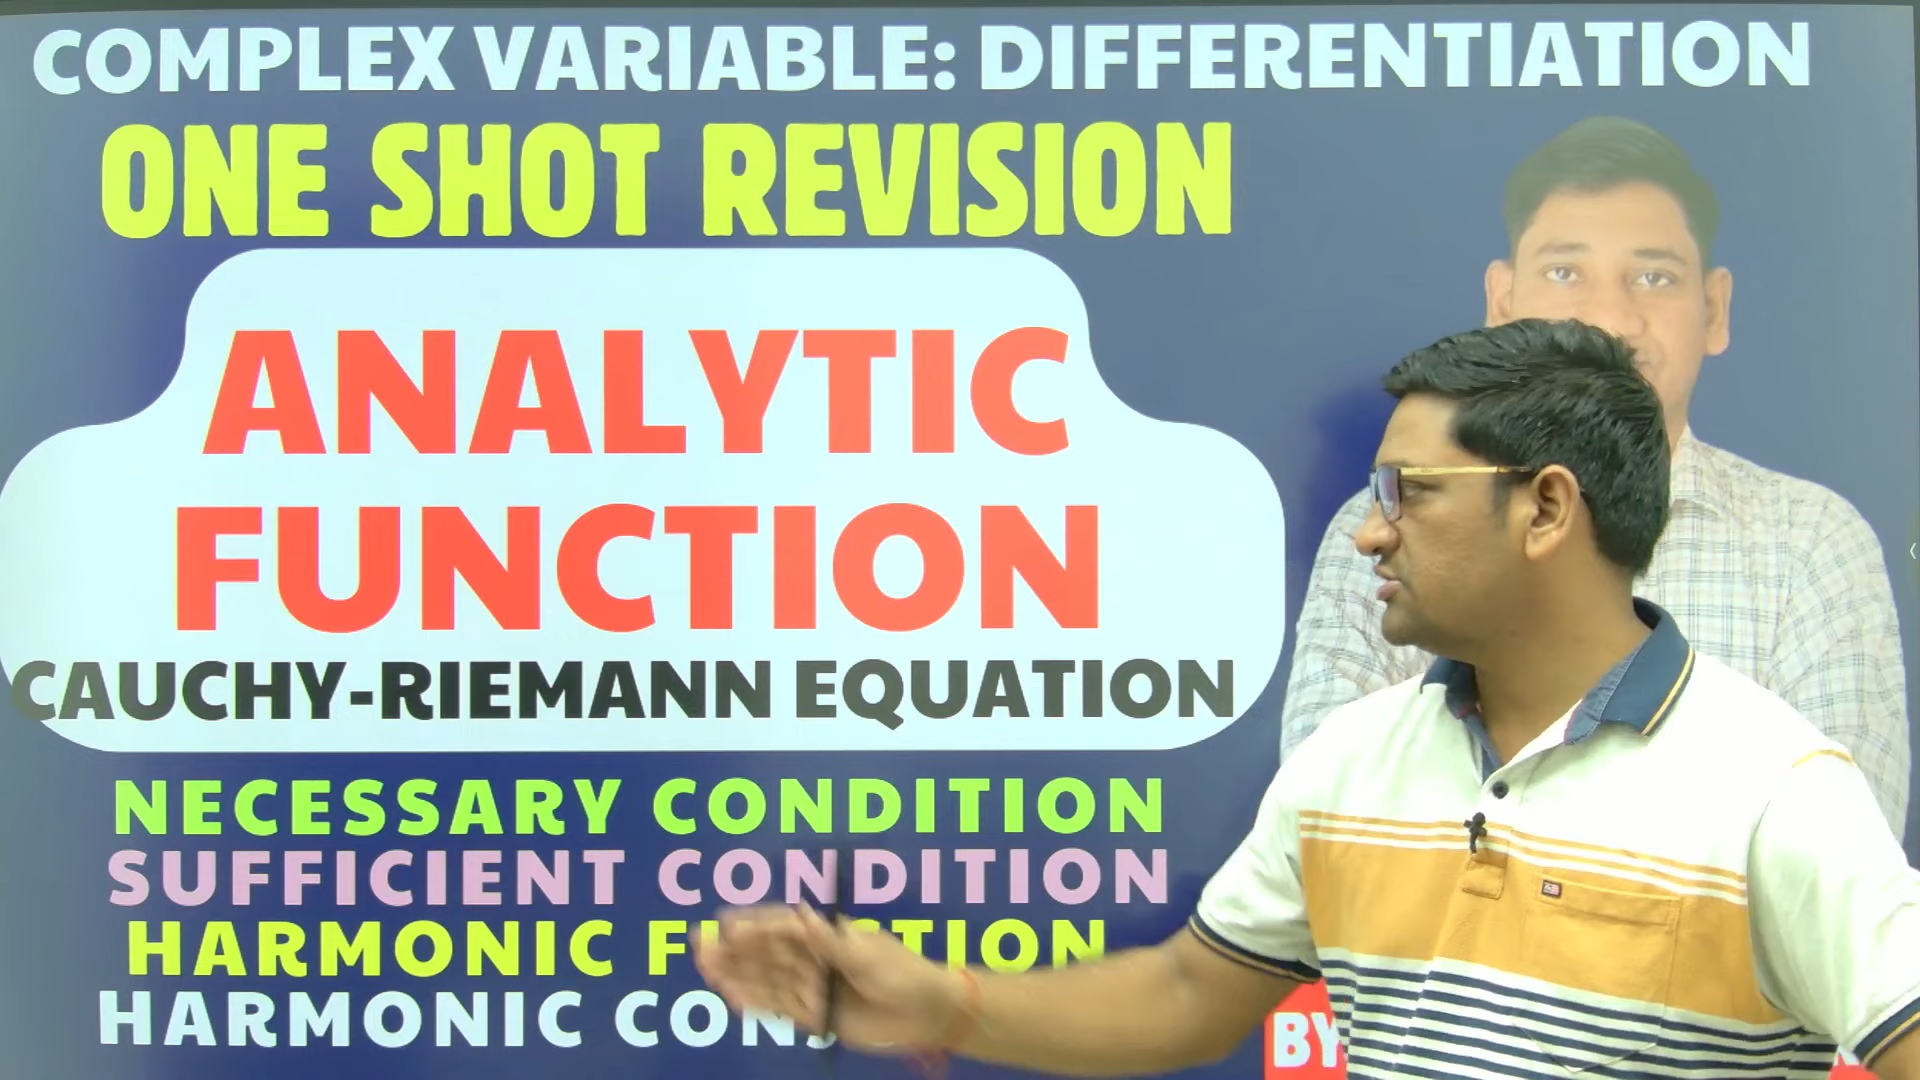 COMPLEX VARIABLE: DIFFERENTIATION
ONE SHOT REVISION
ANALYTIC
FUNCTION
CAUCHY-RIEMANN EQUATION
NECESSARY CONDITION
SUFFICIENT CONDITION
HARMONIC
HARMONIC
BY